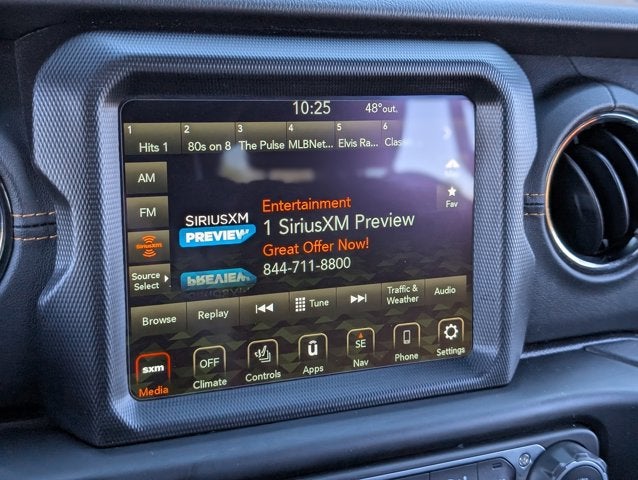 10:25 48°out.
1 2 3 4 5 6
Hits 1 80s on 8 The Pulse MLBNet... Elvis Ra...
AM
FM
SiriusXM
Source
Select
SIRIUSXM
PREVIEW
Entertainment
1 SiriusXM Preview
Great Offer Now!
844-711-8800
Fav
Browse Replay Tune Traffic &
Weather Audio
sxm OFF SE
Media Climate Controls Apps Nav Phone Settings